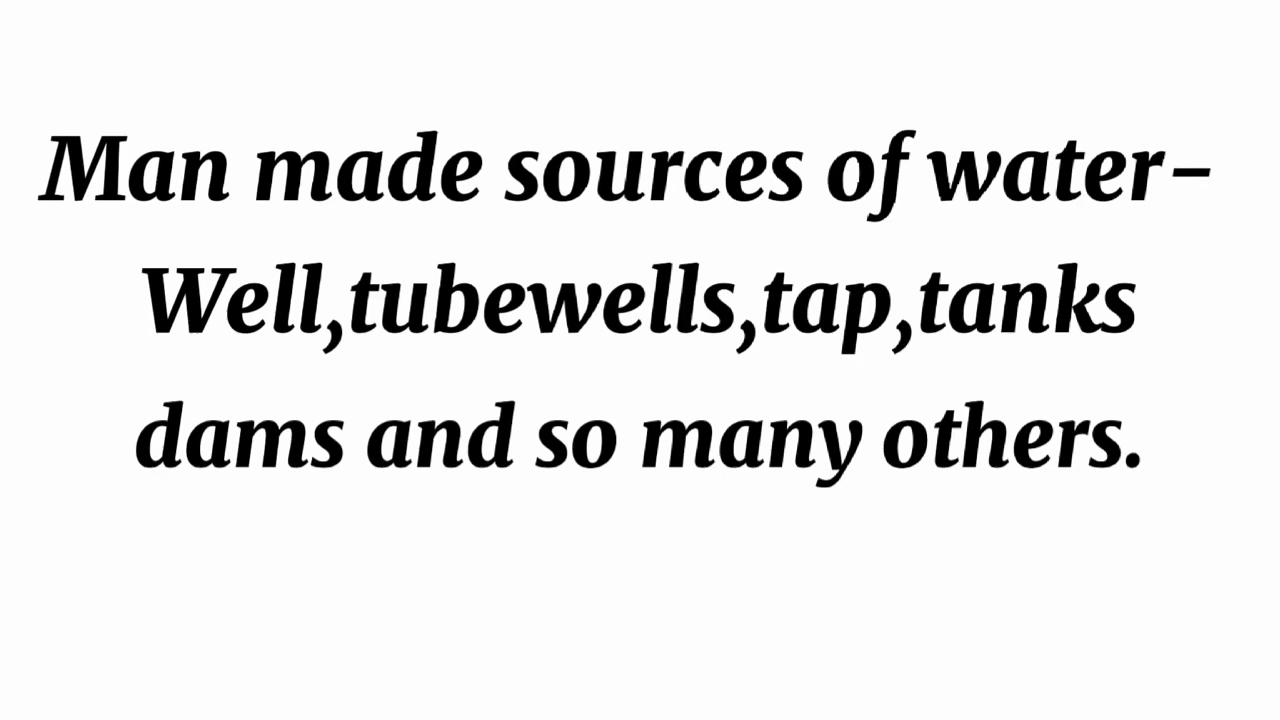 Man made sources of water-
Well,tubewells,tap,tanks
dams and so many others.